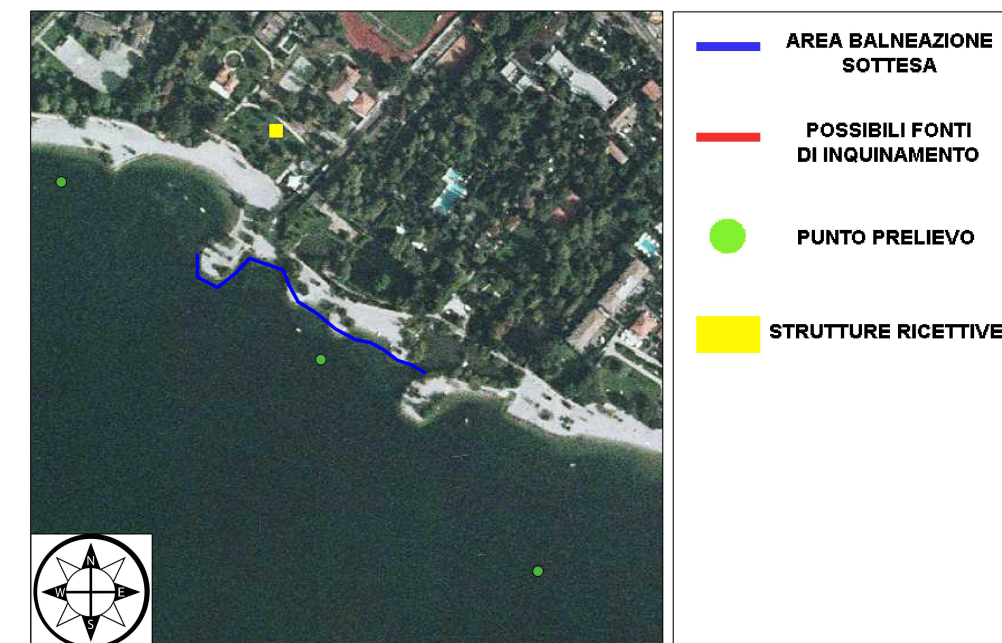 AREA BALNEAZIONE
SOTTESA
POSSIBILI FONTI
DI INQUINAMENTO
PUNTO PRELIEVO
STRUTTURE RICETTIVE
N
W E
S